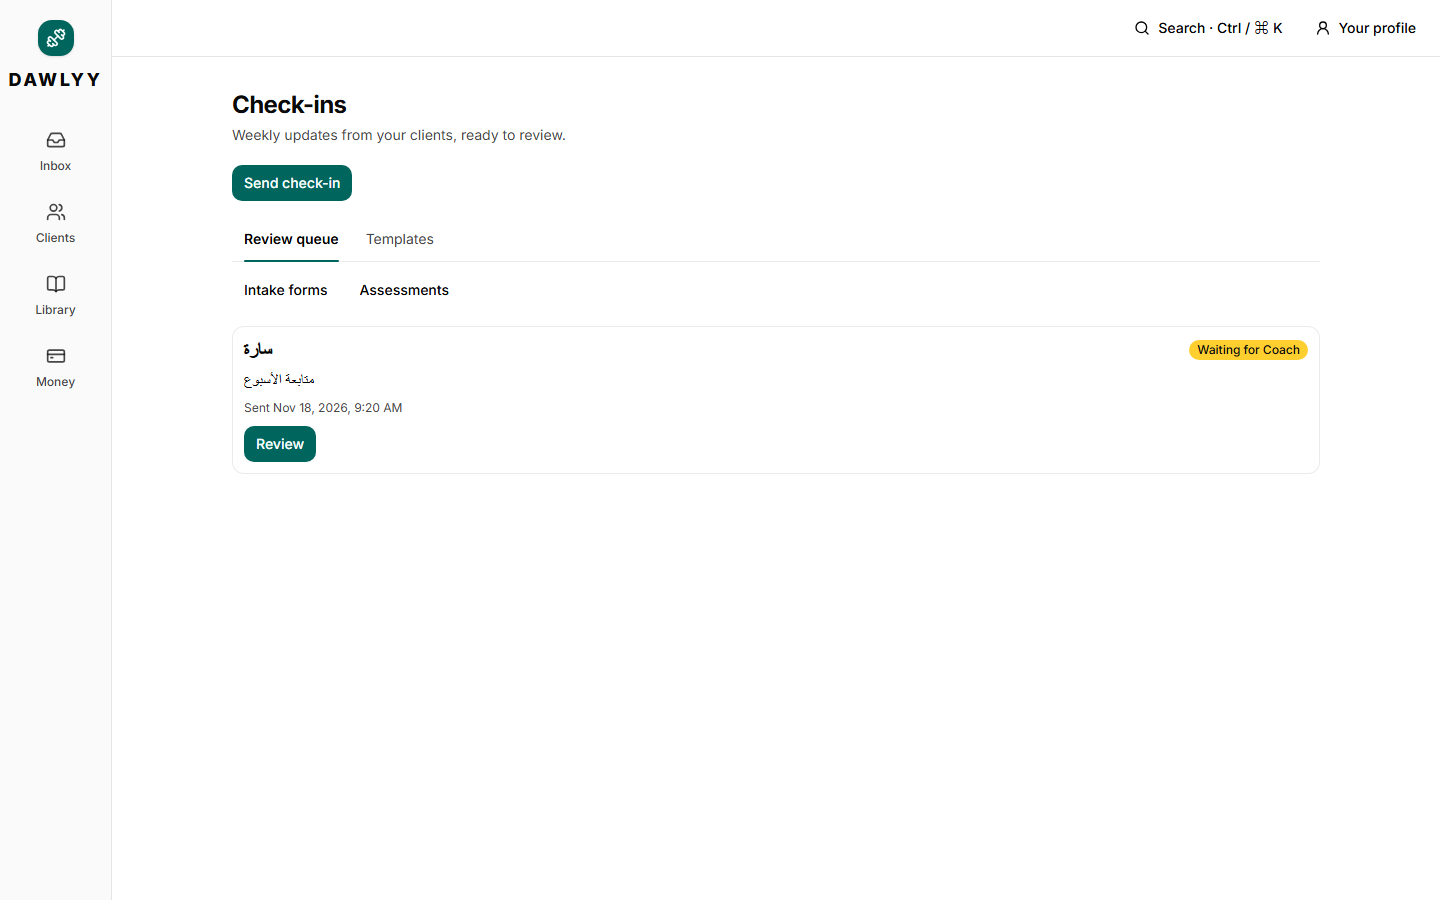 DAWLYY
Inbox
Clients
Library
Money
Search · Ctrl / ⌘ K
Your profile
Check-ins
Weekly updates from your clients, ready to review.
Send check-in
Review queue
Templates
Intake forms
Assessments
سارة
Waiting for Coach
متابعة الأسبوع
Sent Nov 18, 2026, 9:20 AM
Review